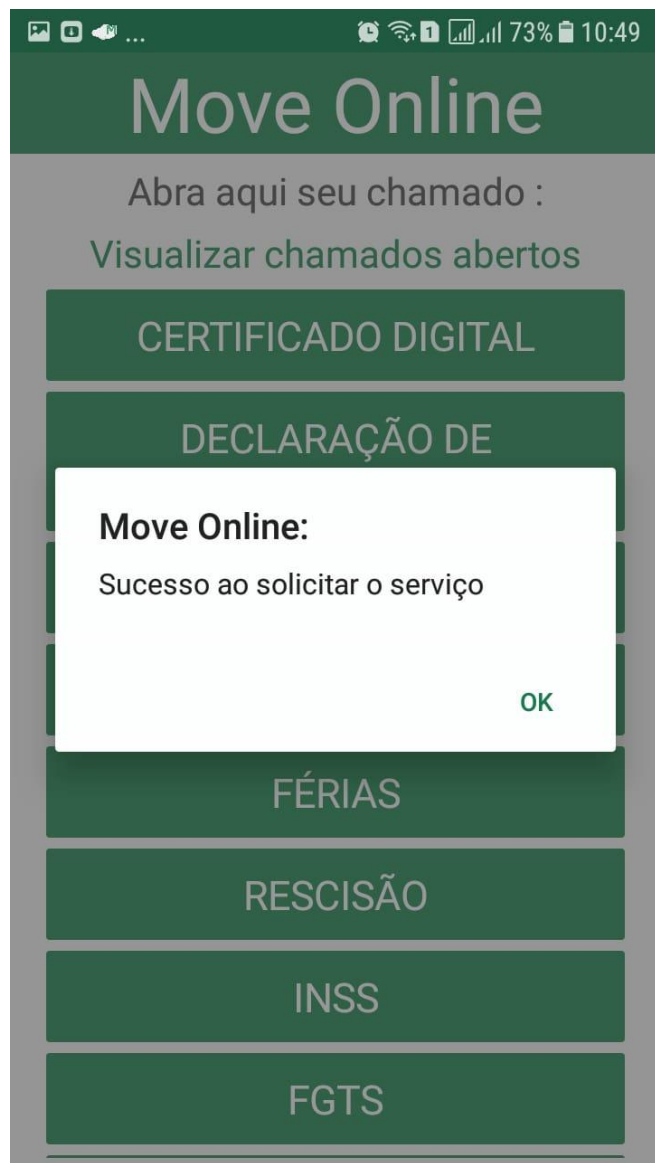 ... 1 73% 10:49
Move Online
Abra aqui seu chamado :
Visualizar chamados abertos
CERTIFICADO DIGITAL
DECLARAÇÃO DE
Move Online:
Sucesso ao solicitar o serviço
OK
FÉRIAS
RESCISÃO
INSS
FGTS